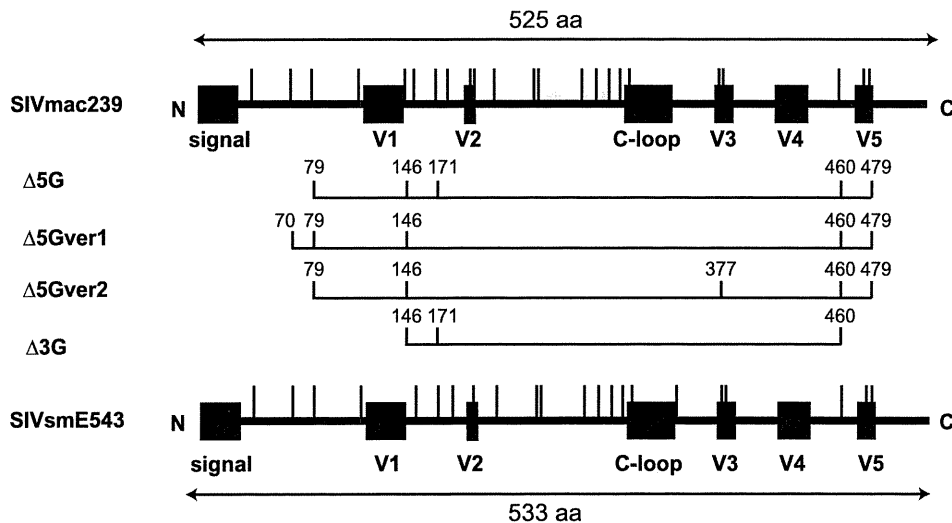 525 aa
SIVmac239
N
C
signal
V1
V2
C-loop
V3
V4
V5
Δ5G
79
146
171
460
479
Δ5Gver1
70
79
146
460
479
Δ5Gver2
79
146
377
460
479
Δ3G
146
171
460
SIVsmE543
N
C
signal
V1
V2
C-loop
V3
V4
V5
533 aa